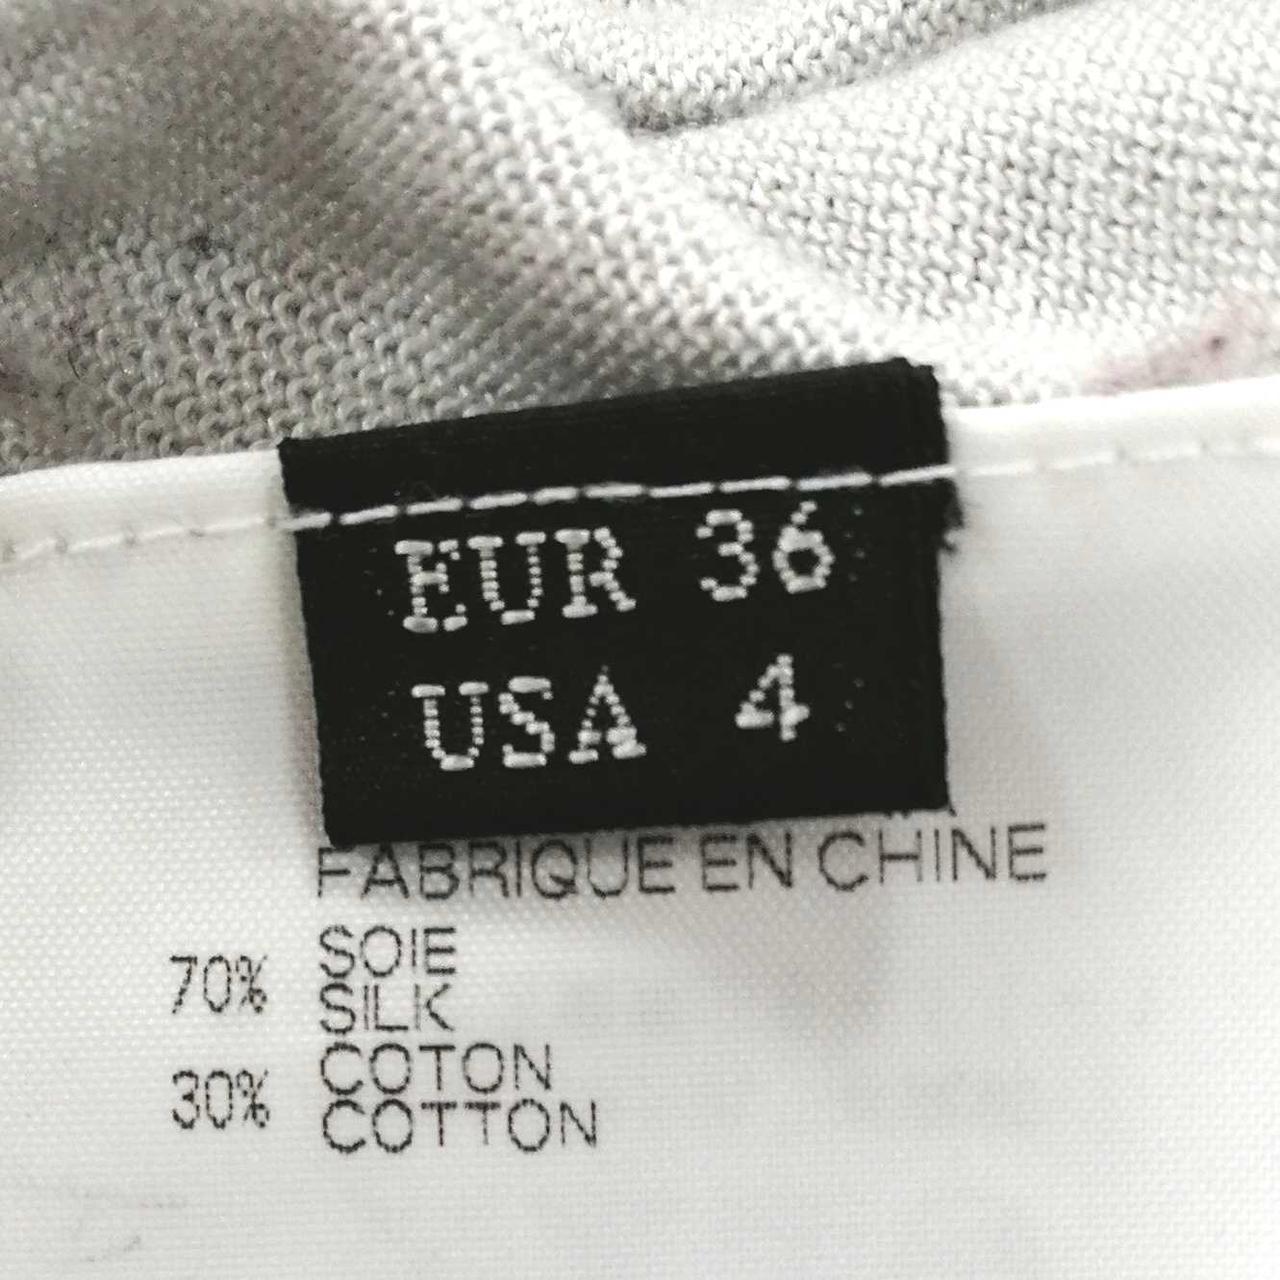 EUR 36
USA 4
FABRIQUE EN CHINE
70% SOIE
SILK
30% COTON
COTTON